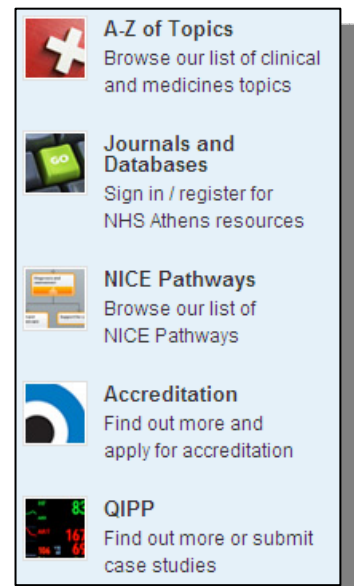 A-Z of Topics
Browse our list of clinical
and medicines topics
GO
Journals and
Databases
Sign in / register for
NHS Athens resources
NICE Pathways
Browse our list of
NICE Pathways
Accreditation
Find out more and
apply for accreditation
QIPP
Find out more or submit
case studies